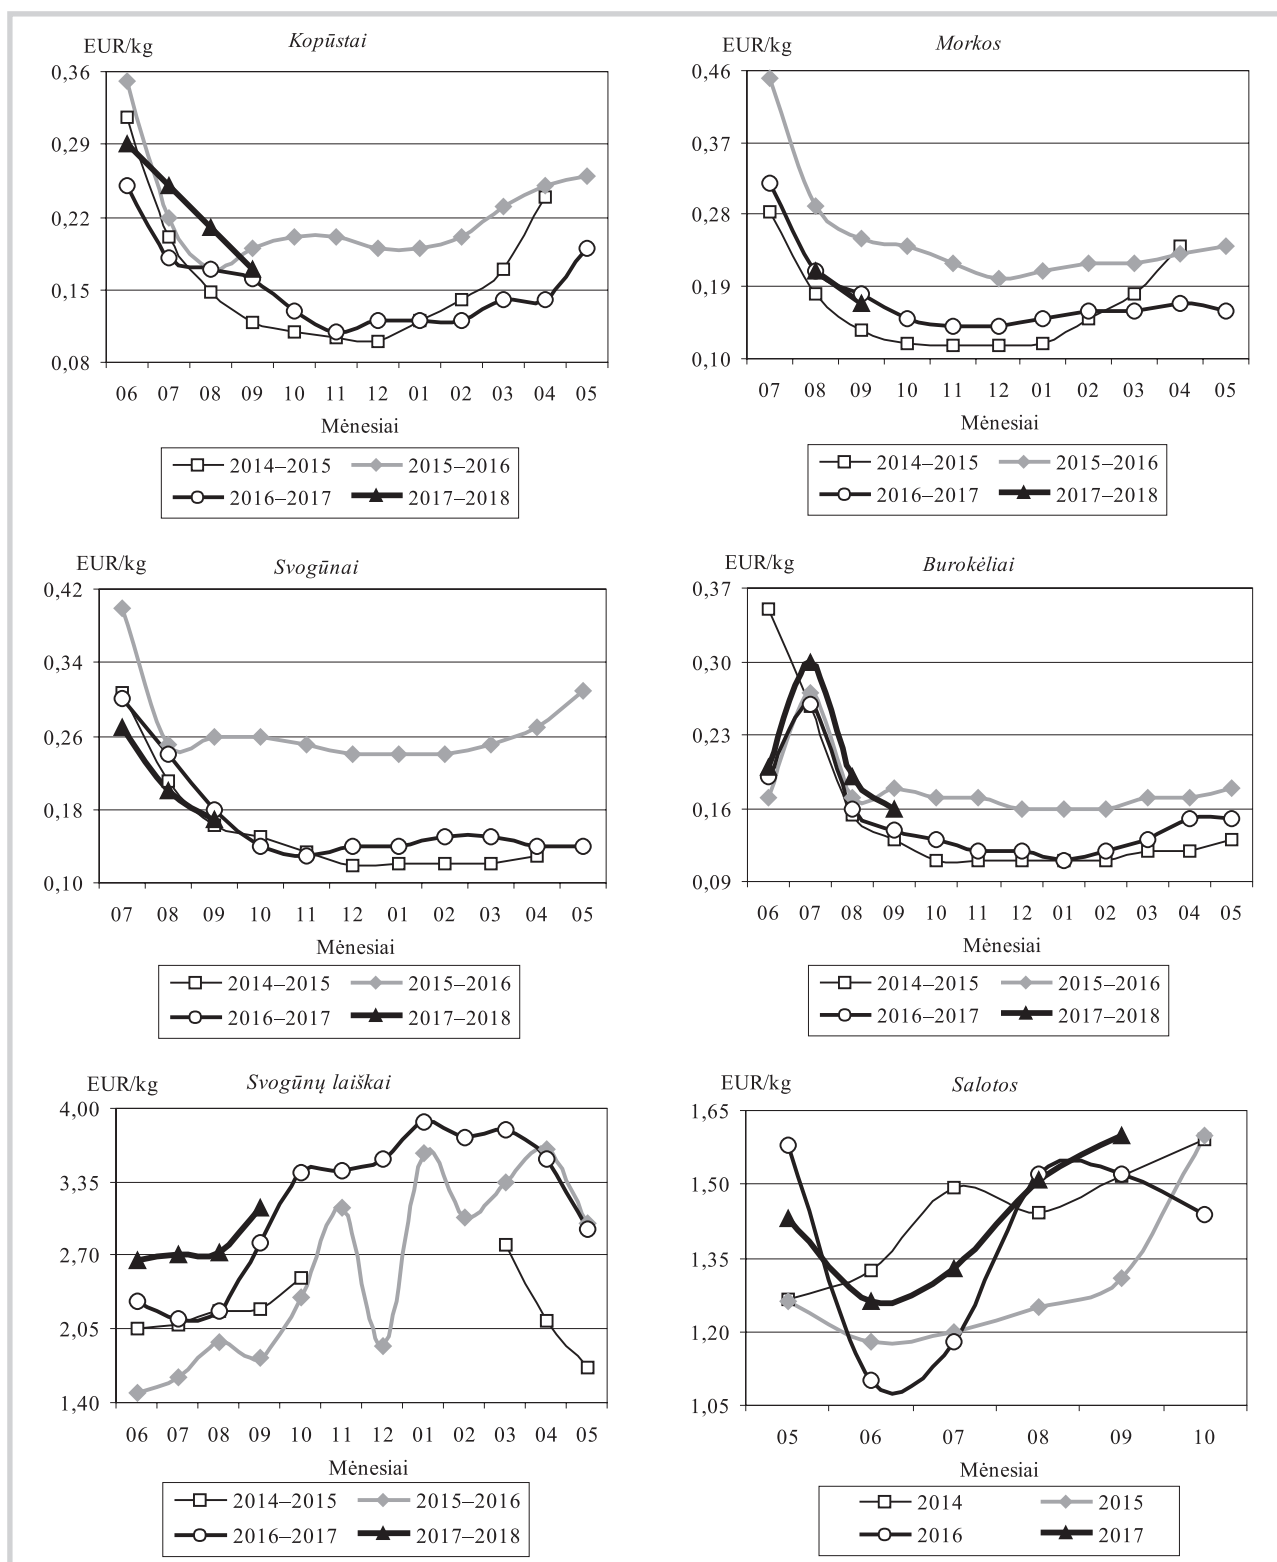 EUR/kg
Kopūstai
0,36
0,29
0,22
0,15
0,08
06 07 08 09 10 11 12 01 02 03 04 05
Mėnesiai
2014–2015 2015–2016
2016–2017 2017–2018
EUR/kg
Morkos
0,46
0,37
0,28
0,19
0,10
07 08 09 10 11 12 01 02 03 04 05
Mėnesiai
2014–2015 2015–2016
2016–2017 2017–2018
EUR/kg
Svogūnai
0,42
0,34
0,26
0,18
0,10
07 08 09 10 11 12 01 02 03 04 05
Mėnesiai
2014–2015 2015–2016
2016–2017 2017–2018
EUR/kg
Burokėliai
0,37
0,30
0,23
0,16
0,09
06 07 08 09 10 11 12 01 02 03 04 05
Mėnesiai
2014–2015 2015–2016
2016–2017 2017–2018
EUR/kg
Svogūnų laiškai
4,00
3,35
2,70
2,05
1,40
06 07 08 09 10 11 12 01 02 03 04 05
Mėnesiai
2014–2015 2015–2016
2016–2017 2017–2018
EUR/kg
Salotos
1,65
1,50
1,35
1,20
1,05
05 06 07 08 09 10
Mėnesiai
2014 2015
2016 2017